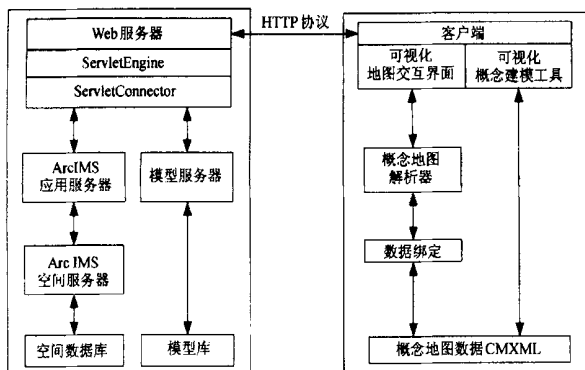 HTTP协议
Web服务器
ServletEngine
ServletConnector
ArcIMS
应用服务器
模型服务器
Arc IMS
空间服务器
空间数据库
模型库
客户端
可视化
地图交互界面
可视化
概念建模工具
概念地图
解析器
数据绑定
概念地图数据CMXML